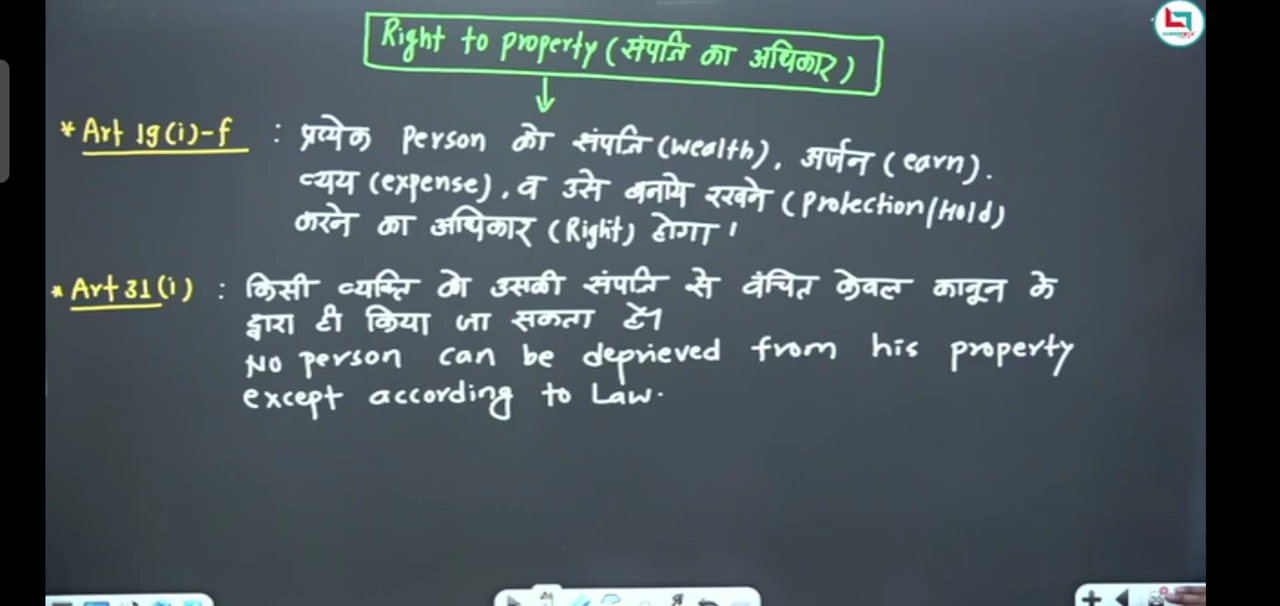 Right to property (संपत्ति का अधिकार)
* Art 19(i)-f : प्रत्येक Person को संपत्ति (wealth), अर्जन (earn).
व्यय (expense), व उसे बनाये रखने (Protection/Hold)
करने का अधिकार (Right) होगा।
* Art 31(i) : किसी व्यक्ति को उसकी संपत्ति से वंचित केवल कानून के
द्वारा ही किया जा सकता है।
No person can be deprieved from his property
except according to Law.